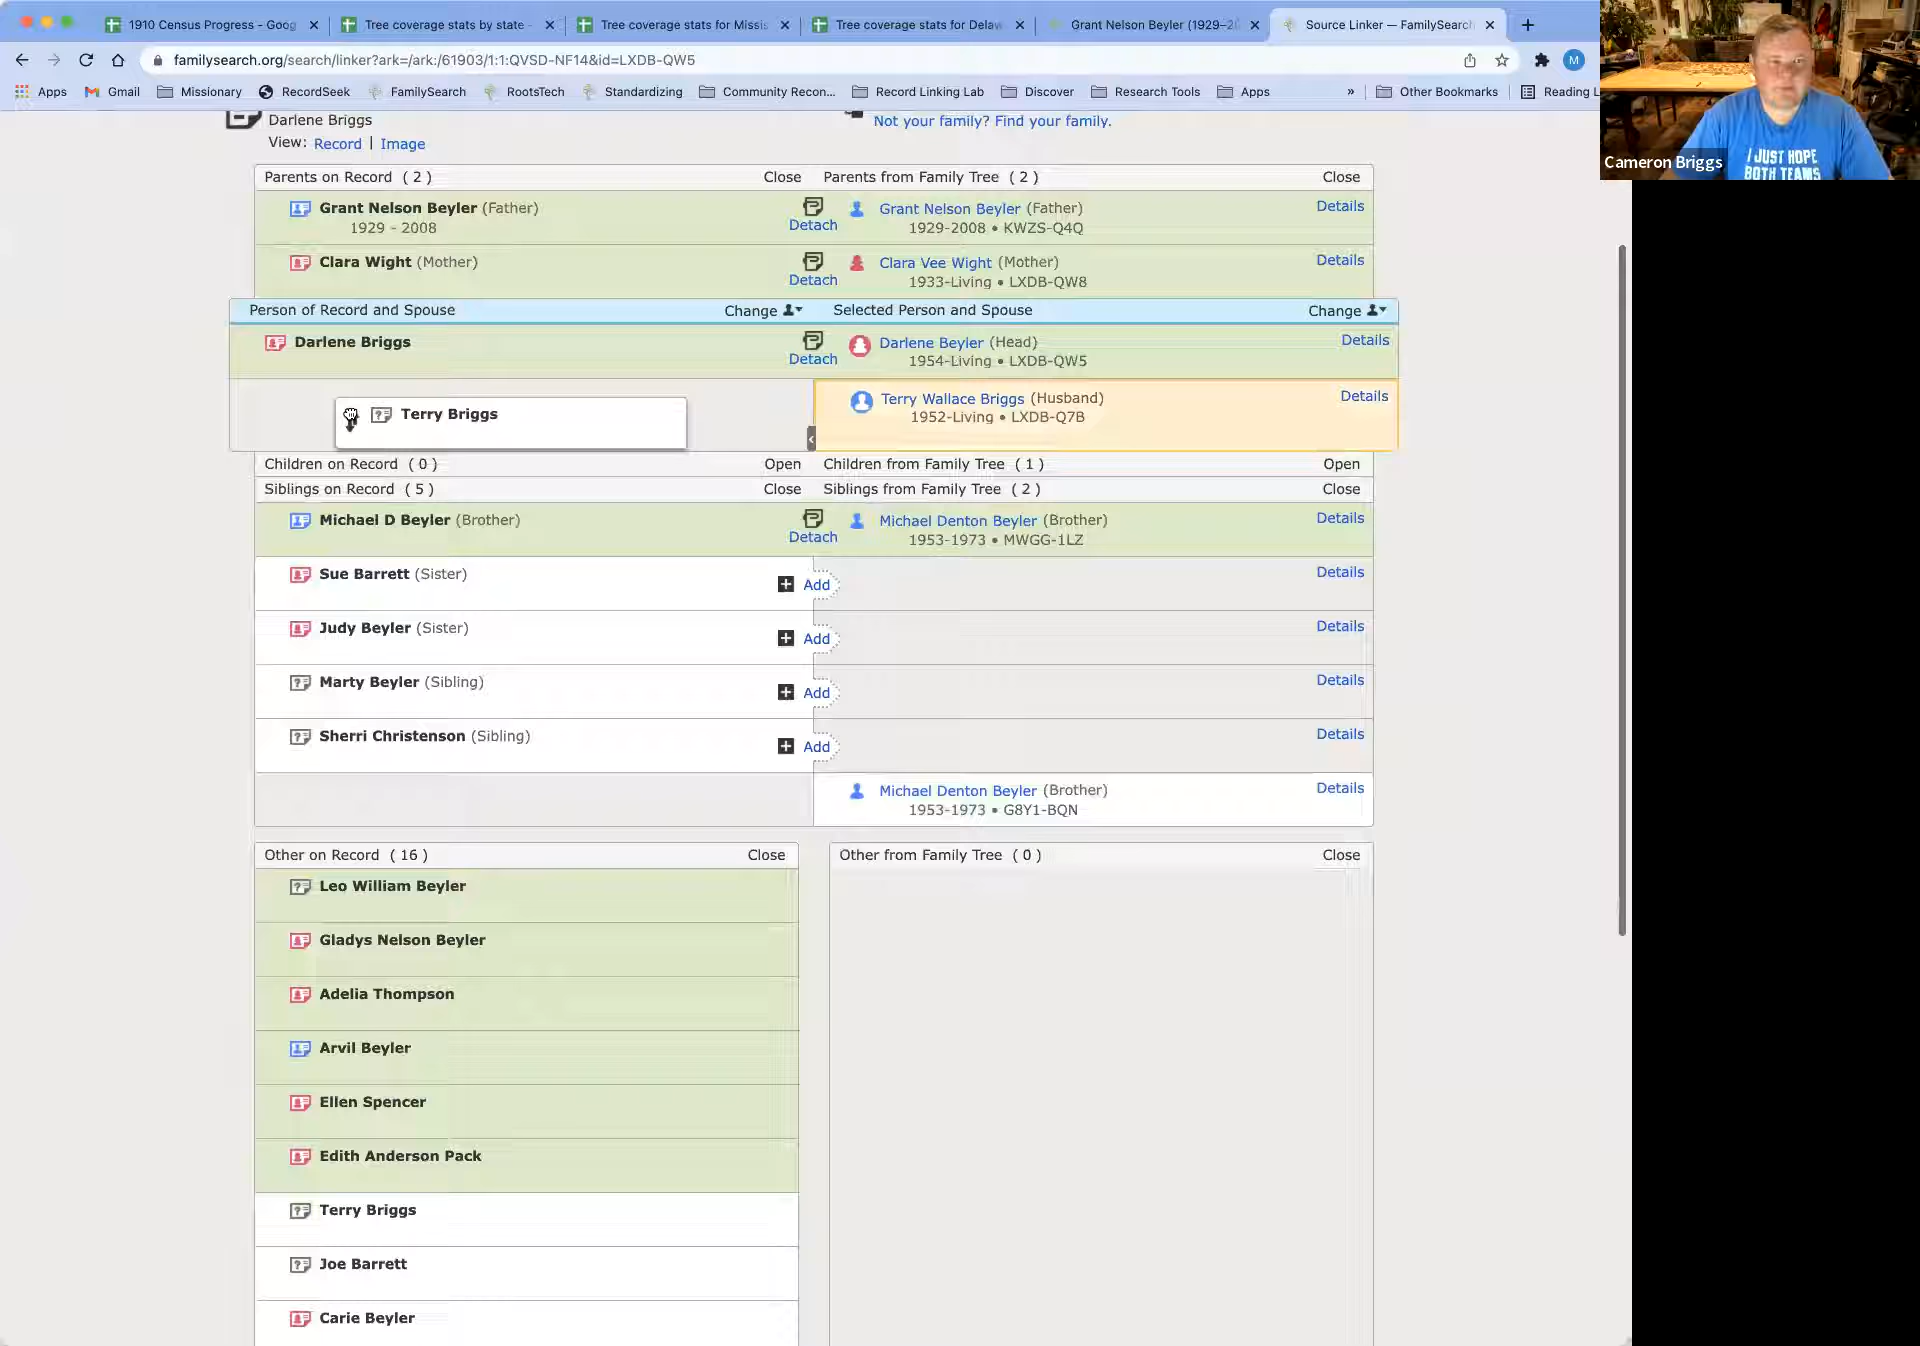 1910 Census Progress - Goog
Tree coverage stats by state -
Tree coverage stats for Missis
Tree coverage stats for Delaw
Grant Nelson Beyler (1929–20
Source Linker — FamilySearch
familysearch.org/search/linker?ark=/ark:/61903/1:1:QVSD-NF14&id=LXDB-QW5
M
Apps
Gmail
Missionary
RecordSeek
FamilySearch
RootsTech
Standardizing
Community Recon...
Record Linking Lab
Discover
Research Tools
Apps
»
Other Bookmarks
Reading L
Cameron Briggs
I JUST HOPE
BOTH TEAMS
Darlene Briggs
Not your family? Find your family.
View: Record | Image
Parents on Record ( 2 ) Close
Parents from Family Tree ( 2 ) Close
Grant Nelson Beyler (Father)
1929 - 2008
Detach
Grant Nelson Beyler (Father)
1929-2008 • KWZS-Q4Q
Details
Clara Wight (Mother)
Detach
Clara Vee Wight (Mother)
1933-Living • LXDB-QW8
Details
Person of Record and Spouse Change
Selected Person and Spouse Change
Darlene Briggs
Detach
Darlene Beyler (Head)
1954-Living • LXDB-QW5
Details
Terry Briggs
Terry Wallace Briggs (Husband)
1952-Living • LXDB-Q7B
Details
Children on Record ( 0 ) Open
Children from Family Tree ( 1 ) Open
Siblings on Record ( 5 ) Close
Siblings from Family Tree ( 2 ) Close
Michael D Beyler (Brother)
Detach
Michael Denton Beyler (Brother)
1953-1973 • MWGG-1LZ
Details
Sue Barrett (Sister)
Add
Details
Judy Beyler (Sister)
Add
Details
Marty Beyler (Sibling)
Add
Details
Sherri Christenson (Sibling)
Add
Details
Michael Denton Beyler (Brother)
1953-1973 • G8Y1-BQN
Details
Other on Record ( 16 ) Close
Other from Family Tree ( 0 ) Close
Leo William Beyler
Gladys Nelson Beyler
Adelia Thompson
Arvil Beyler
Ellen Spencer
Edith Anderson Pack
Terry Briggs
Joe Barrett
Carie Beyler